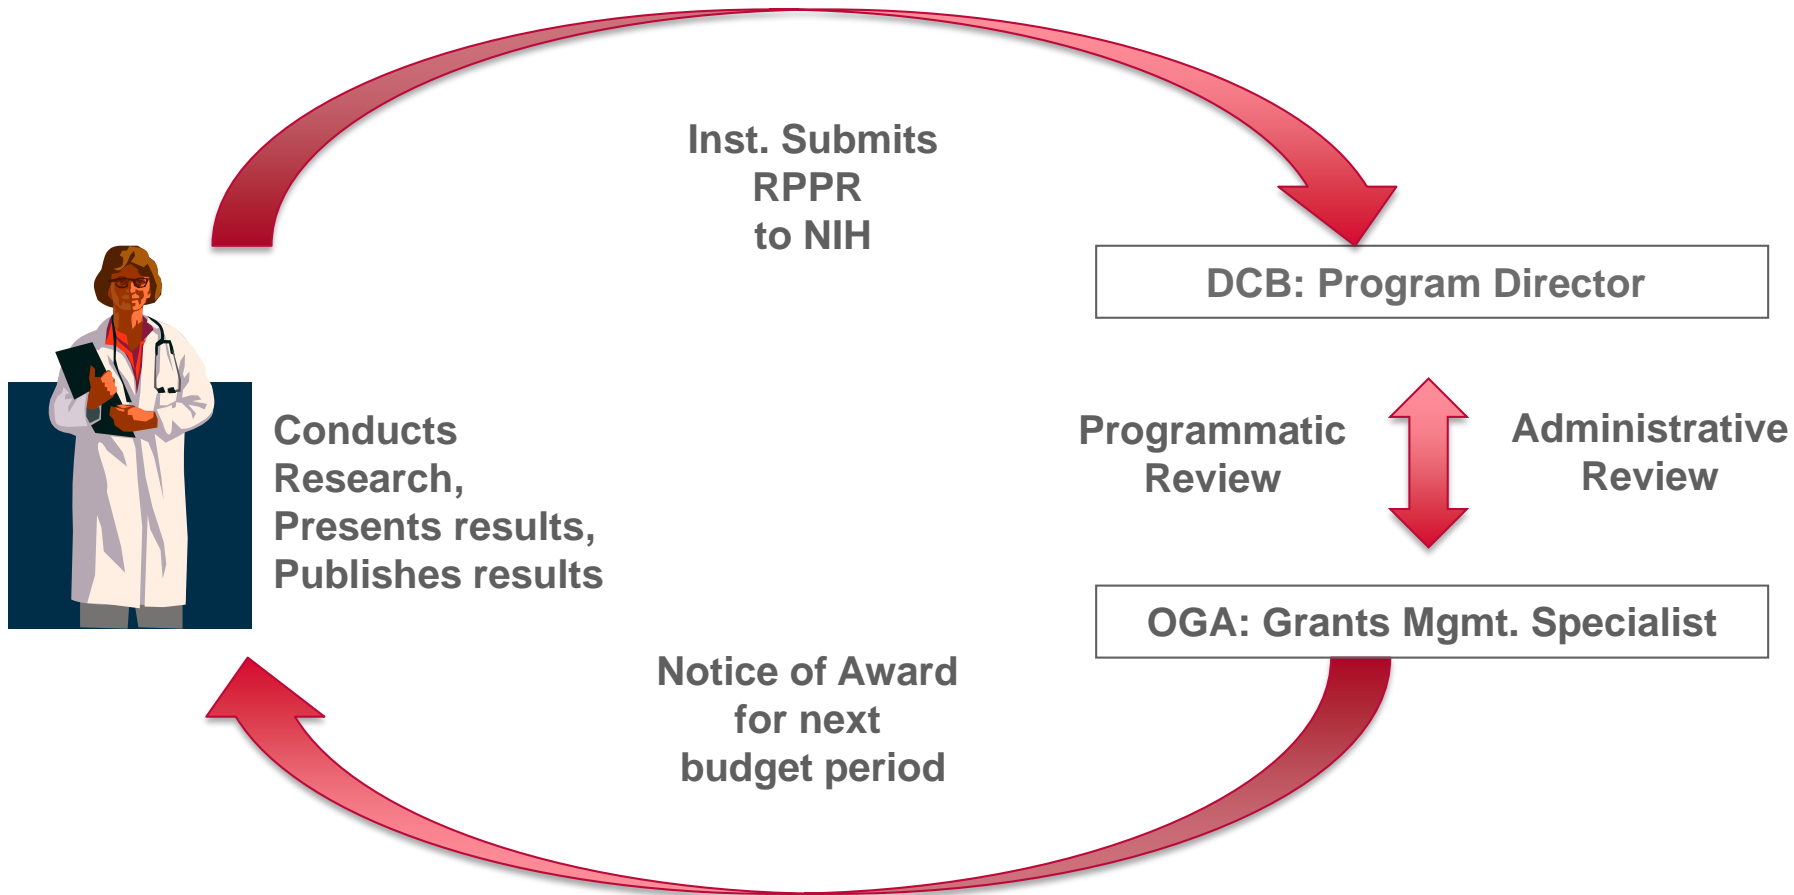 Inst. Submits
RPPR
to NIH
DCB: Program Director
Conducts
Research,
Presents results,
Publishes results
Programmatic
Review
Administrative
Review
OGA: Grants Mgmt. Specialist
Notice of Award
for next
budget period